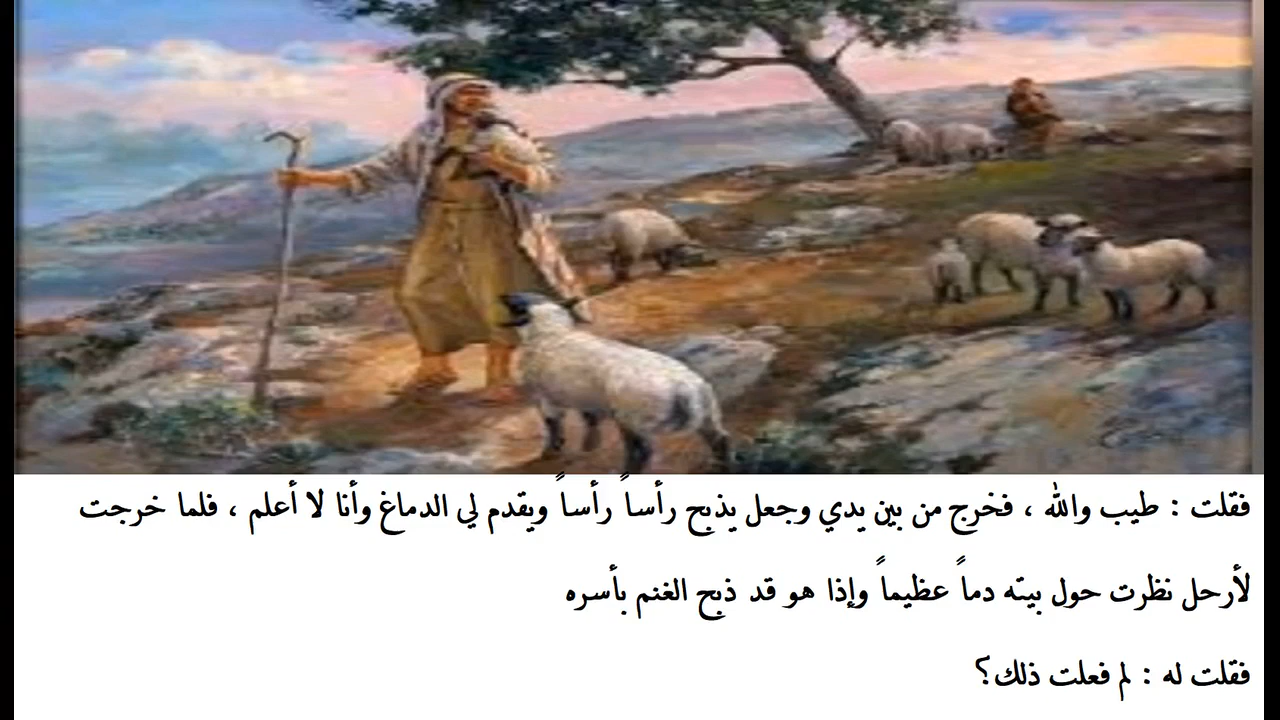 فقلت : طيب والله ، فخرج من بين يدي وجعل يذبح رأساً رأساً ويقدم لي الدماغ وأنا لا أعلم ، فلما خرجت
لأرحل نظرت حول بيته دماً عظيماً وإذا هو قد ذبح الغنم بأسره
فقلت له : لم فعلت ذلك؟